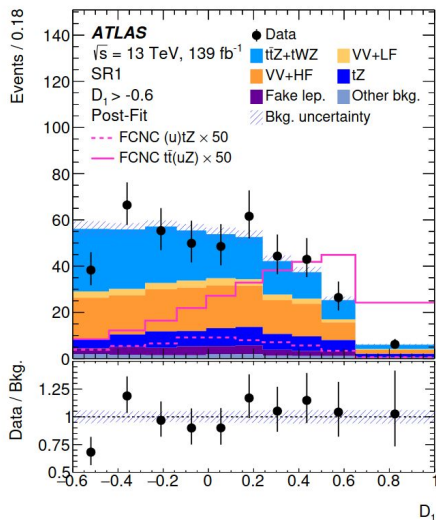 Events / 0.18
160
140
120
100
80
60
40
20
0
ATLAS
√s = 13 TeV, 139 fb⁻¹
SR1
D₁ > -0.6
Post-Fit
FCNC (u)tZ × 50
FCNC tt̄(uZ) × 50
Data
tt̄Z+tWZ
VV+LF
VV+HF
tZ
Fake lep.
Other bkg.
Bkg. uncertainty
Data / Bkg.
1.25
1
0.75
0.5
−0.6 −0.4 −0.2 0 0.2 0.4 0.6 0.8 1
D₁